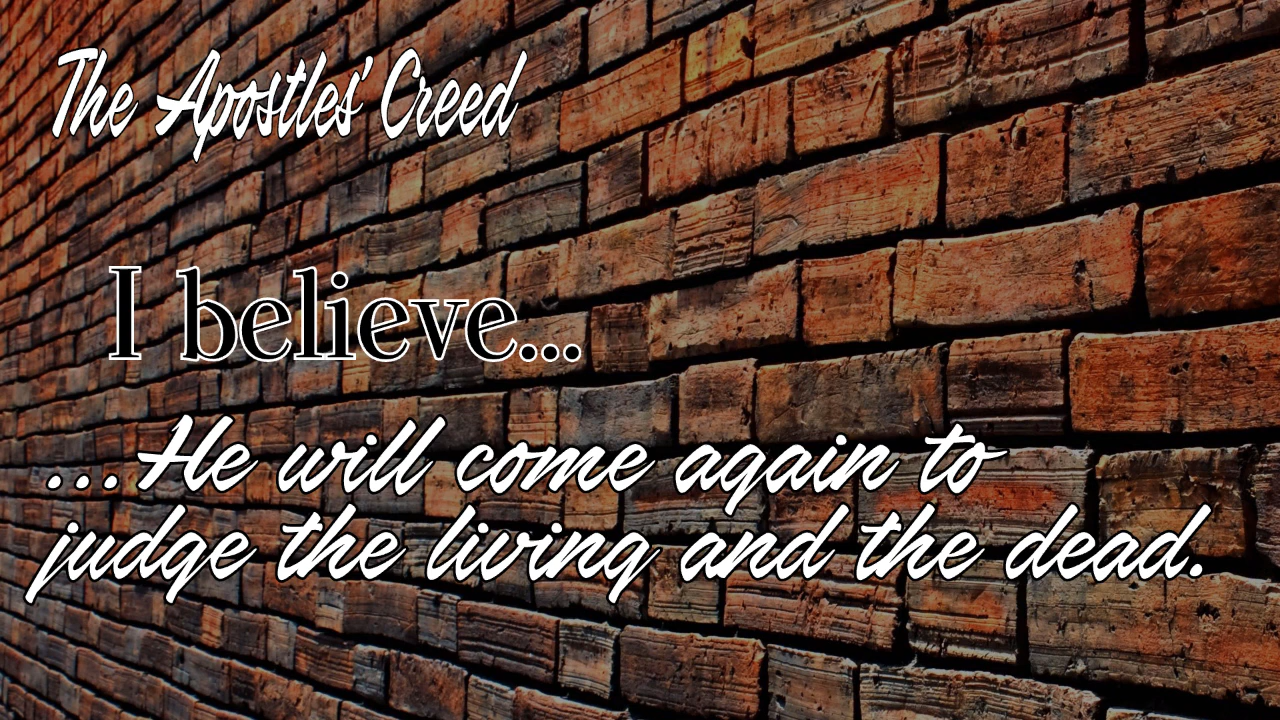 The Apostles' Creed
I believe...
...He will come again to
judge the living and the dead.